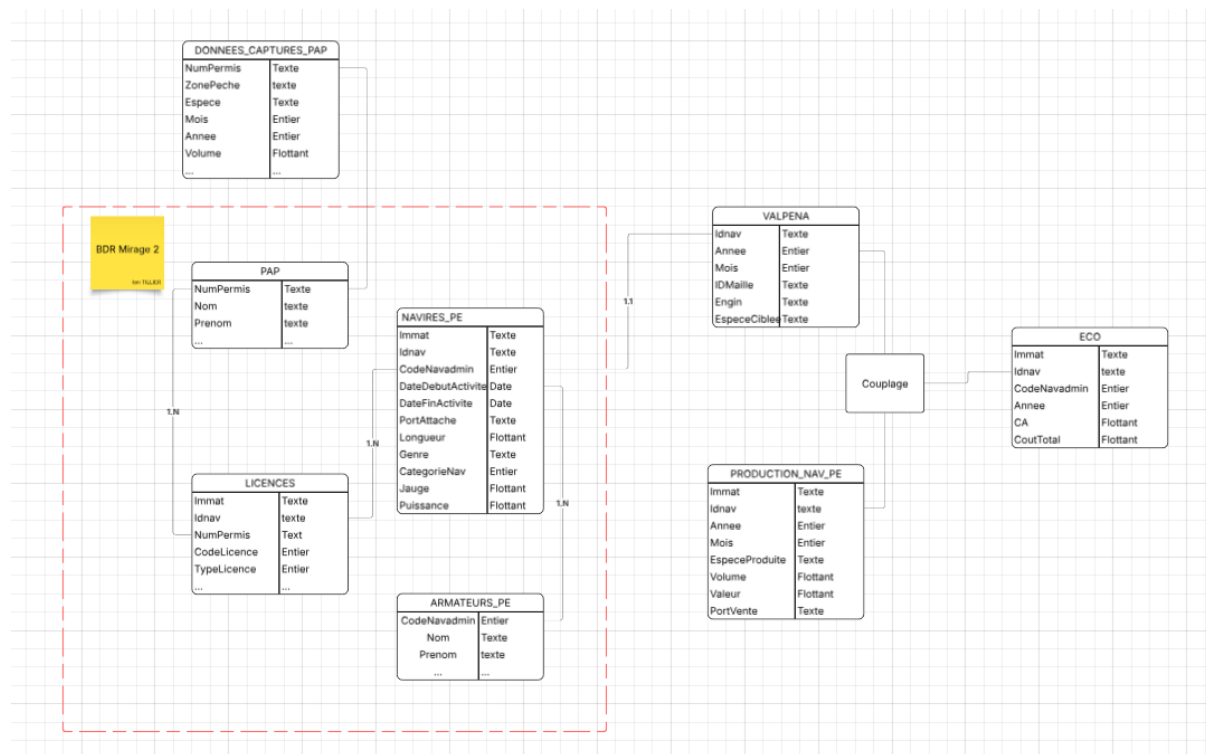 DONNEES_CAPTURES_PAP
NumPermis Texte
ZonePeche texte
Espece Texte
Mois Entier
Annee Entier
Volume Flottant
... ...
BDR Mirage 2
PAP
NumPermis Texte
Nom texte
Prenom texte
... ...
1.N
LICENCES
Immat Texte
Idnav texte
NumPermis Text
CodeLicence Entier
TypeLicence Entier
... ...
1.N
NAVIRES_PE
Immat Texte
Idnav Texte
CodeNavadmin Entier
DateDebutActivite Date
DateFinActivite Date
PortAttache Texte
Longueur Flottant
Genre Texte
CategorieNav Entier
Jauge Flottant
Puissance Flottant
1.N
ARMATEURS_PE
CodeNavadmin Entier
Nom Texte
Prenom texte
... ...
1.1
VALPENA
Idnav Texte
Annee Entier
Mois Entier
IDMaille Texte
Engin Texte
EspeceCiblee Texte
Couplage
PRODUCTION_NAV_PE
Immat Texte
Idnav texte
Annee Entier
Mois Entier
EspeceProduite Texte
Volume Flottant
Valeur Flottant
PortVente Texte
ECO
Immat Texte
Idnav texte
CodeNavadmin Entier
Annee Entier
CA Flottant
CoutTotal Flottant